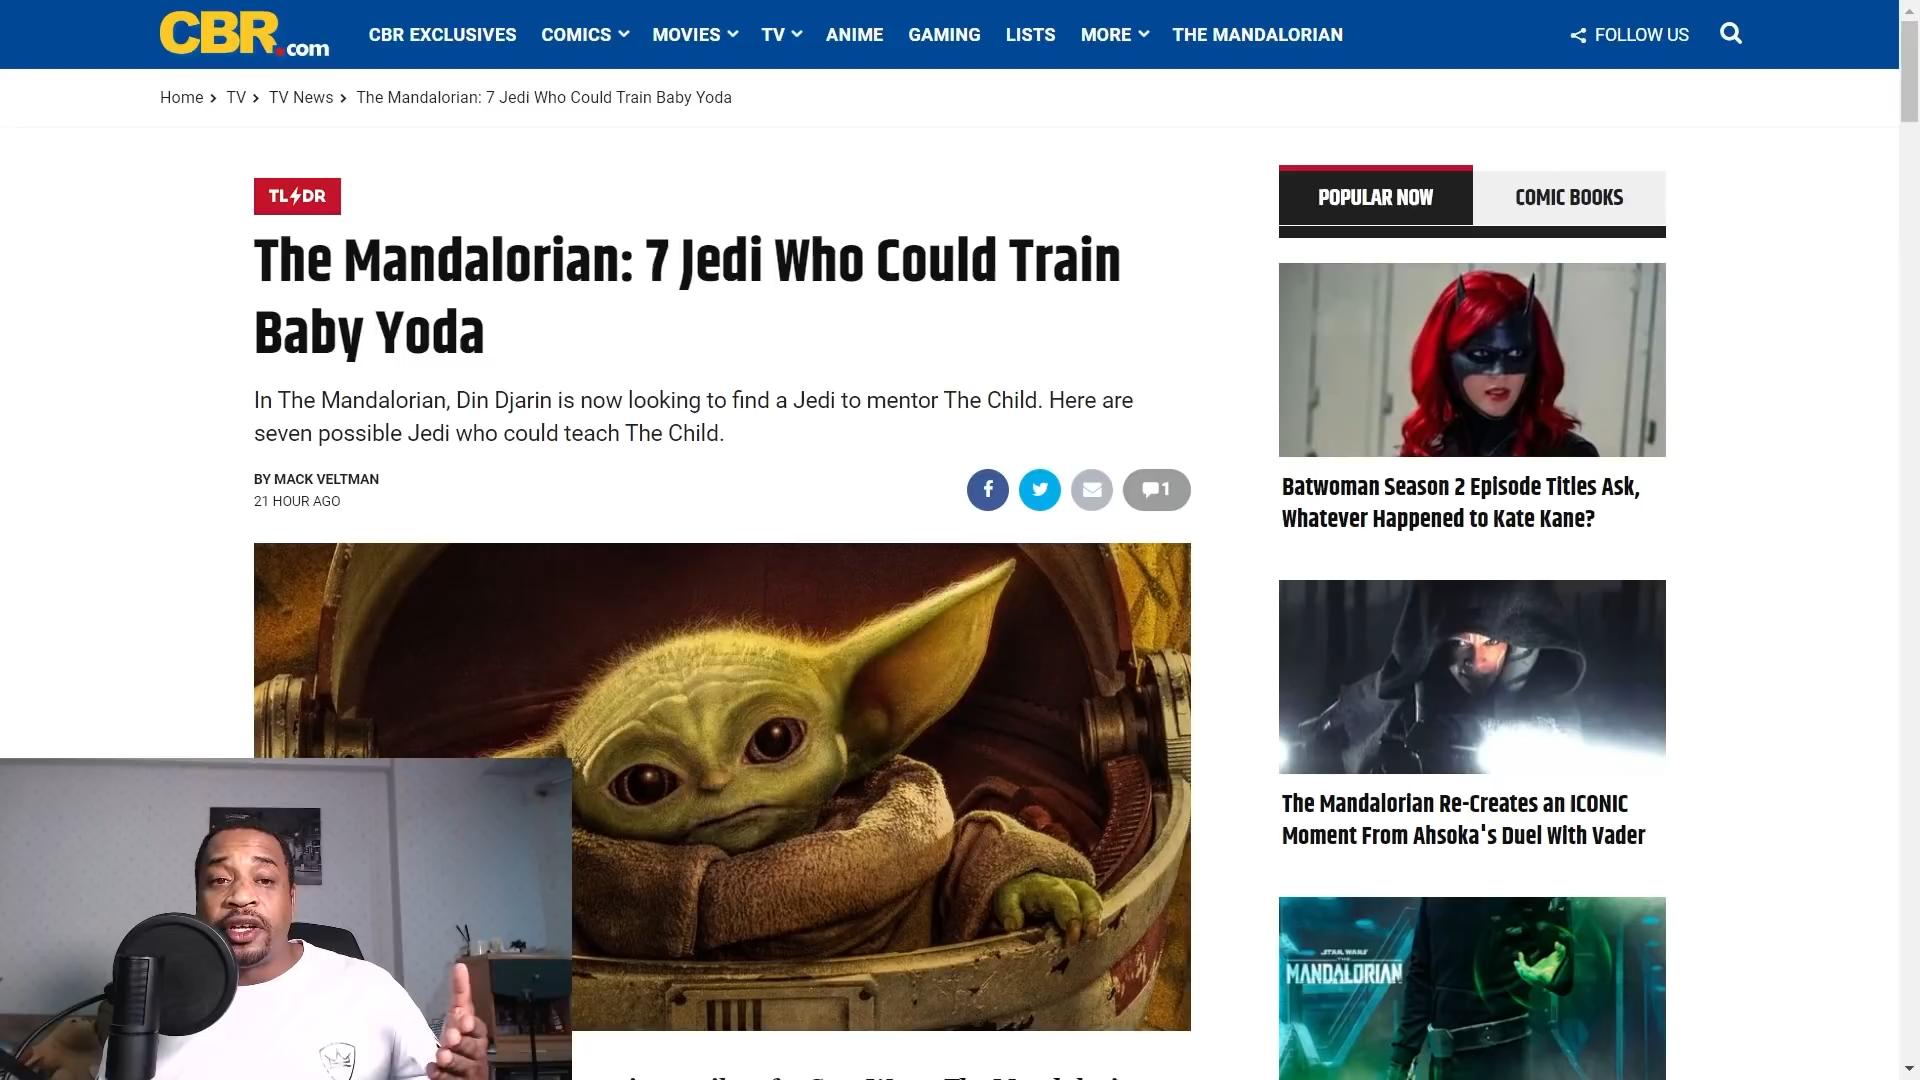 CBR.com
CBR EXCLUSIVES
COMICS
MOVIES
TV
ANIME
GAMING
LISTS
MORE
THE MANDALORIAN
FOLLOW US
Home > TV > TV News > The Mandalorian: 7 Jedi Who Could Train Baby Yoda
TL DR
The Mandalorian: 7 Jedi Who Could Train
Baby Yoda
In The Mandalorian, Din Djarin is now looking to find a Jedi to mentor The Child. Here are
seven possible Jedi who could teach The Child.
BY MACK VELTMAN
21 HOUR AGO
1
POPULAR NOW
COMIC BOOKS
Batwoman Season 2 Episode Titles Ask,
Whatever Happened to Kate Kane?
The Mandalorian Re-Creates an ICONIC
Moment From Ahsoka's Duel With Vader
STAR WARS
THE
MANDALORIAN